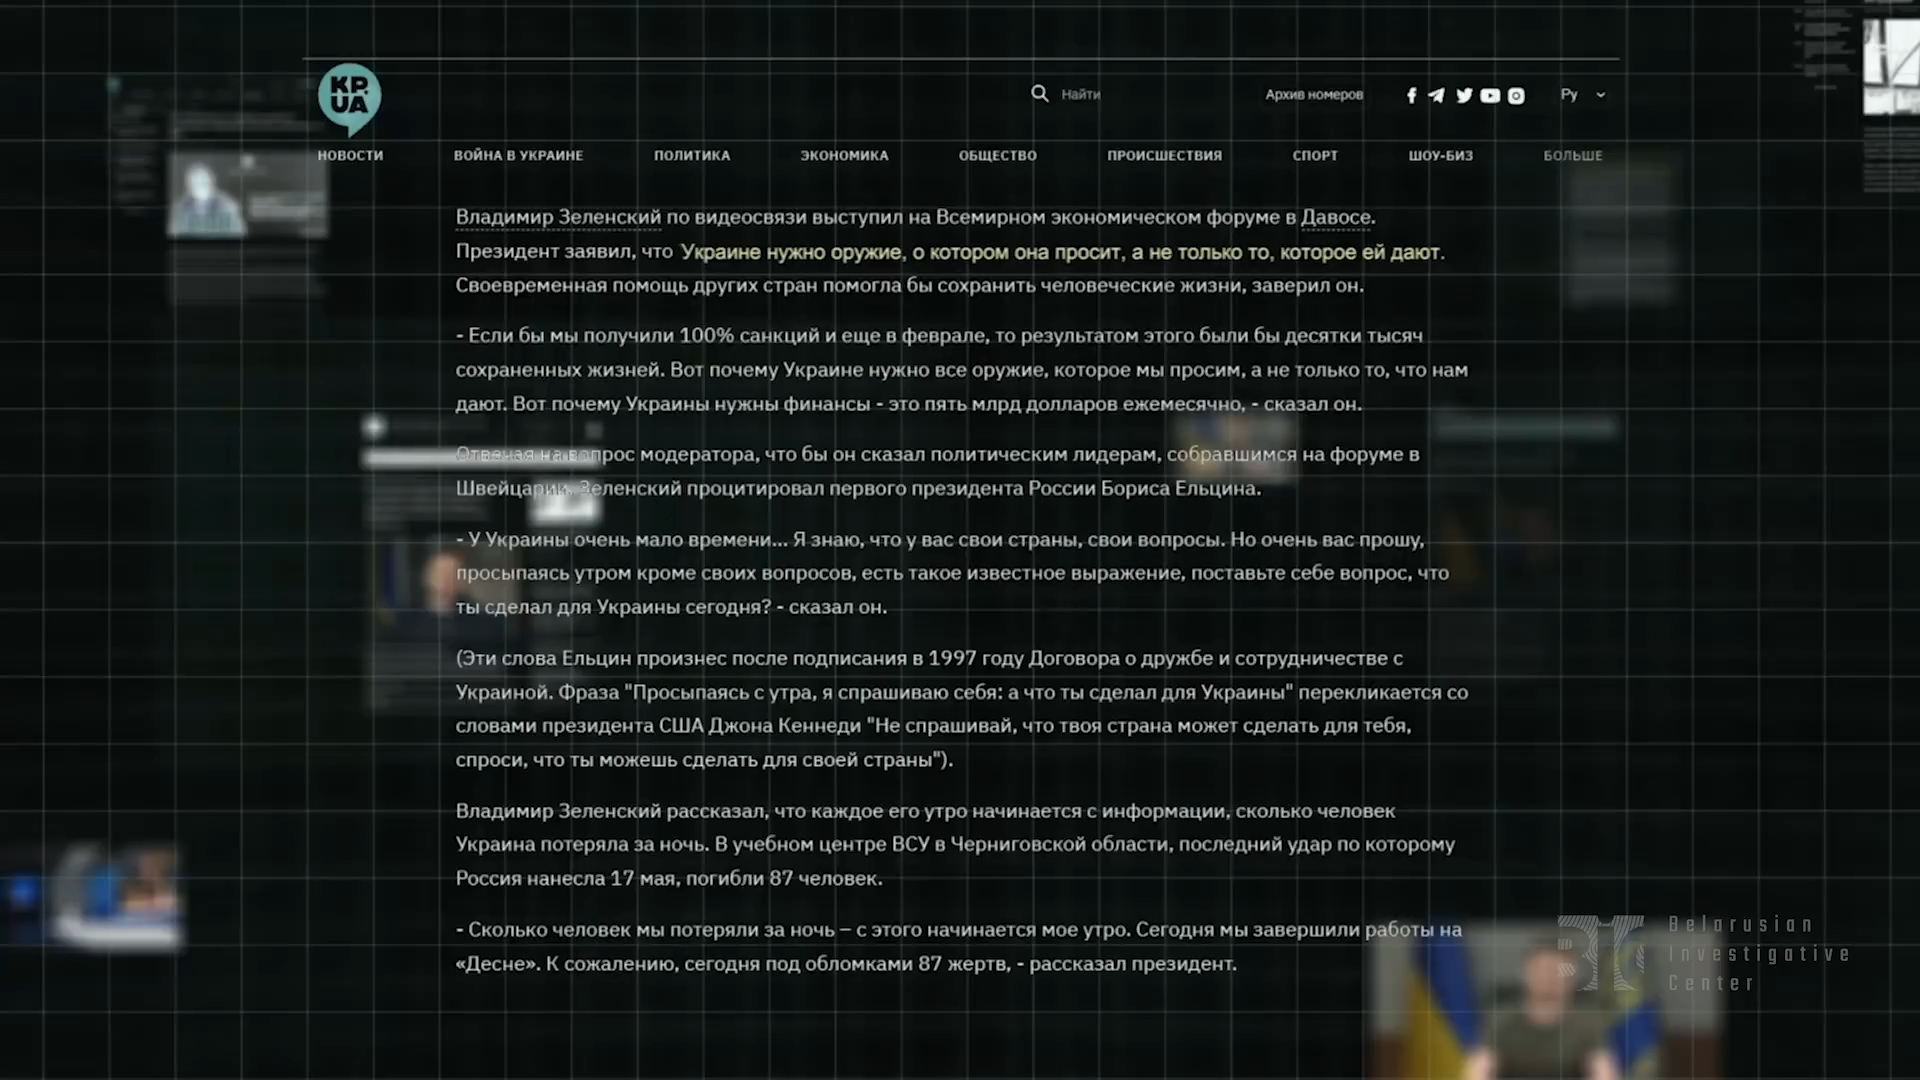 KP.
UA
Найти
Архив номеров
Ру
НОВОСТИ
ВОЙНА В УКРАИНЕ
ПОЛИТИКА
ЭКОНОМИКА
ОБЩЕСТВО
ПРОИСШЕСТВИЯ
СПОРТ
ШОУ-БИЗ
БОЛЬШЕ
Владимир Зеленский по видеосвязи выступил на Всемирном экономическом форуме в Давосе.
Президент заявил, что Украине нужно оружие, о котором она просит, а не только то, которое ей дают.
Своевременная помощь других стран помогла бы сохранить человеческие жизни, заверил он.
- Если бы мы получили 100% санкций и еще в феврале, то результатом этого были бы десятки тысяч
сохраненных жизней. Вот почему Украине нужно все оружие, которое мы просим, а не только то, что нам
дают. Вот почему Украины нужны финансы - это пять млрд долларов ежемесячно, - сказал он.
Отвечая на вопрос модератора, что бы он сказал политическим лидерам, собравшимся на форуме в
Швейцарии, Зеленский процитировал первого президента России Бориса Ельцина.
- У Украины очень мало времени... Я знаю, что у вас свои страны, свои вопросы. Но очень вас прошу,
просыпаясь утром кроме своих вопросов, есть такое известное выражение, поставьте себе вопрос, что
ты сделал для Украины сегодня? - сказал он.
(Эти слова Ельцин произнес после подписания в 1997 году Договора о дружбе и сотрудничестве с
Украиной. Фраза "Просыпаясь с утра, я спрашиваю себя: а что ты сделал для Украины" перекликается со
словами президента США Джона Кеннеди "Не спрашивай, что твоя страна может сделать для тебя,
спроси, что ты можешь сделать для своей страны").
Владимир Зеленский рассказал, что каждое его утро начинается с информации, сколько человек
Украина потеряла за ночь. В учебном центре ВСУ в Черниговской области, последний удар по которому
Россия нанесла 17 мая, погибли 87 человек.
- Сколько человек мы потеряли за ночь – с этого начинается мое утро. Сегодня мы завершили работы на
«Десне». К сожалению, сегодня под обломками 87 жертв, - рассказал президент.
Belarusian
Investigative
Center